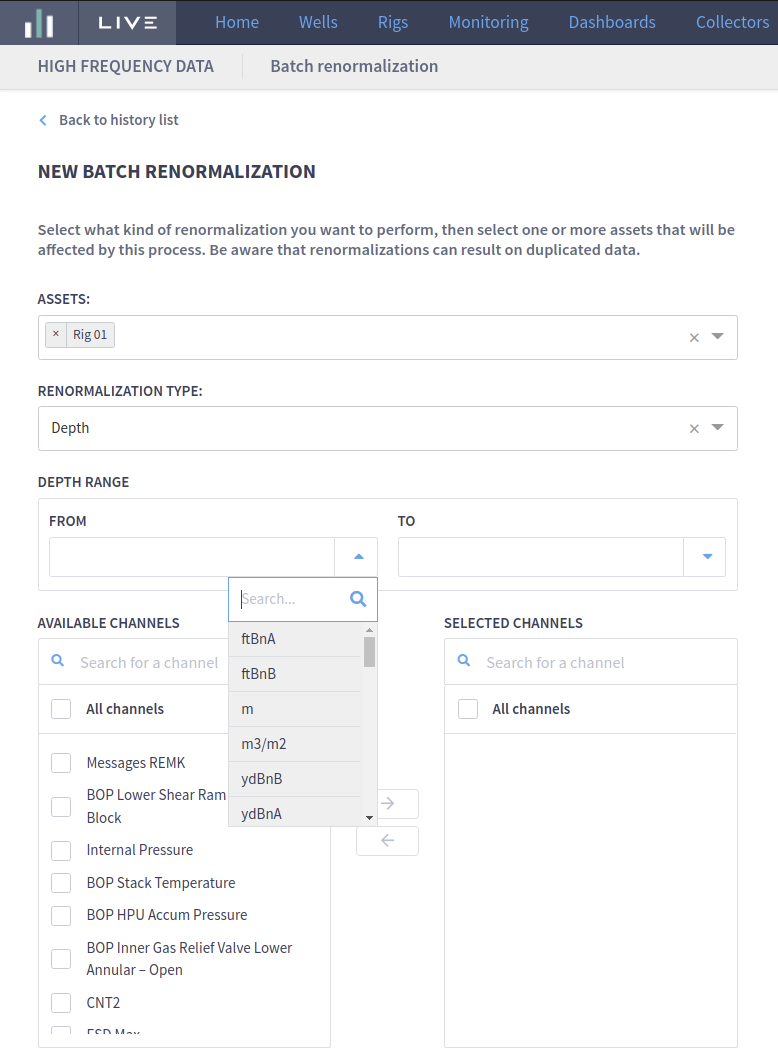 LIVE Home Wells Rigs Monitoring Dashboards Collectors
HIGH FREQUENCY DATA Batch renormalization
Back to history list
NEW BATCH RENORMALIZATION
Select what kind of renormalization you want to perform, then select one or more assets that will be
affected by this process. Be aware that renormalizations can result on duplicated data.
ASSETS:
× Rig 01 ×
RENORMALIZATION TYPE:
Depth ×
DEPTH RANGE
FROM
TO
Search...
ftBnA
ftBnB
m
m3/m2
ydBnB
ydBnA
AVAILABLE CHANNELS
Search for a channel
All channels
Messages REMK
BOP Lower Shear Ram
Block
Internal Pressure
BOP Stack Temperature
BOP HPU Accum Pressure
BOP Inner Gas Relief Valve Lower
Annular – Open
CNT2
SELECTED CHANNELS
Search for a channel
All channels